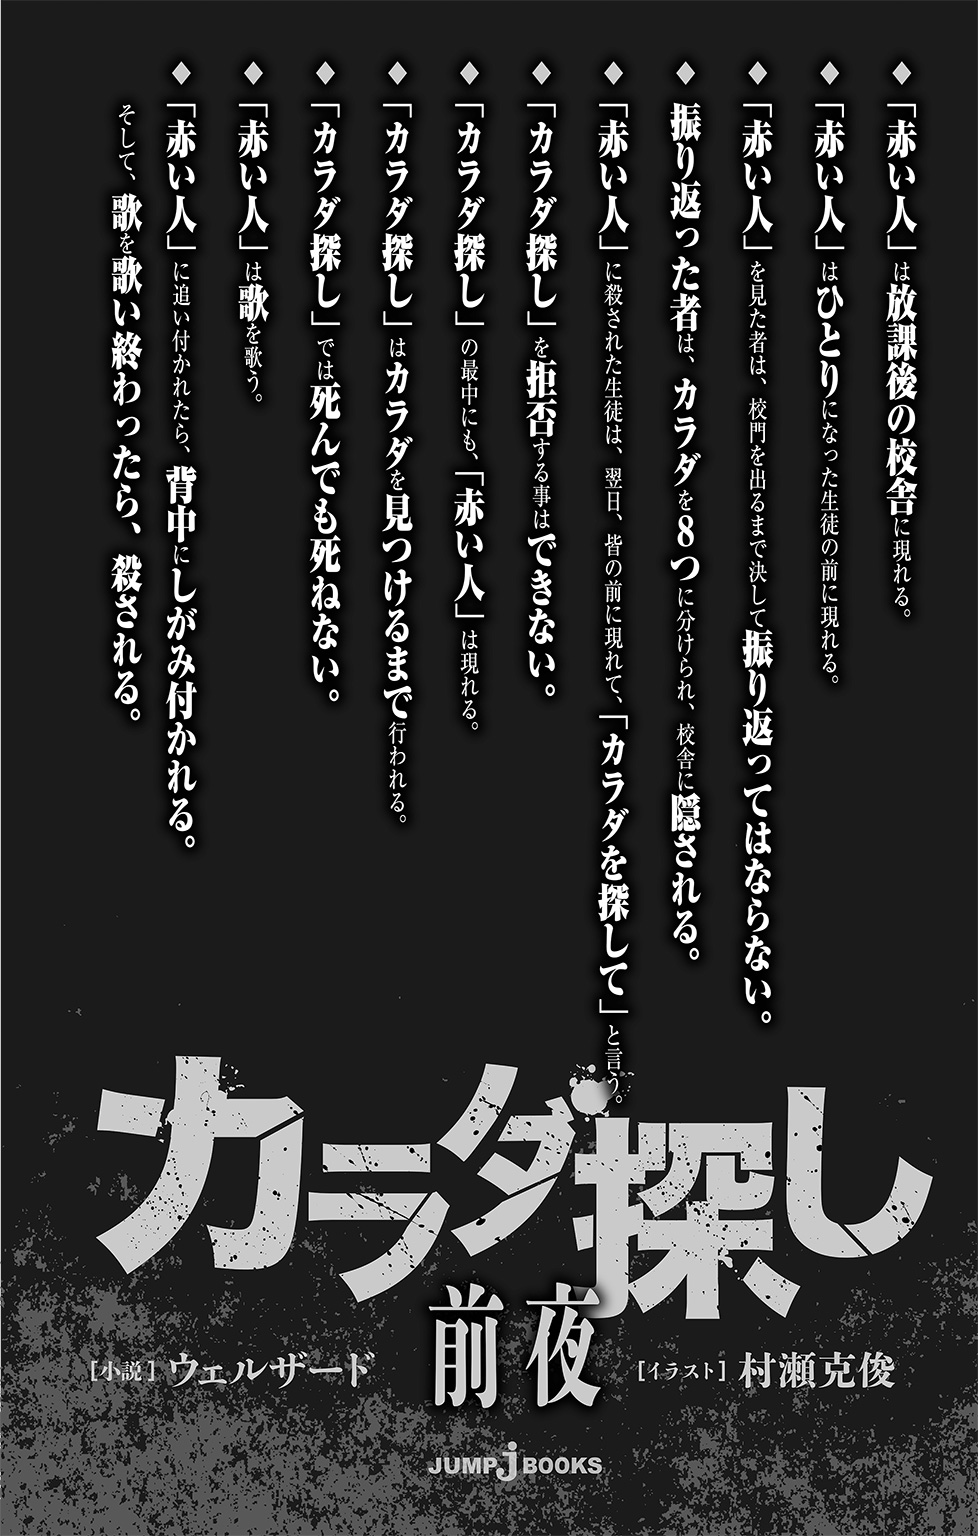 ◆「赤い人」は放課後の校舎に現れる。
◆「赤い人」はひとりになった生徒の前に現れる。
◆「赤い人」を見た者は、校門を出るまで決して振り返ってはならない。
◆振り返った者は、カラダを8つに分けられ、校舎に隠される。
◆「赤い人」に殺された生徒は、翌日、皆の前に現れて、「カラダを探して」と言う。
◆「カラダ探し」を拒否する事はできない。
◆「カラダ探し」の最中にも、「赤い人」は現れる。
◆「カラダ探し」はカラダを見つけるまで行われる。
◆「カラダ探し」では死んでも死ねない。
◆「赤い人」は歌を歌う。
◆「赤い人」に追い付かれたら、背中にしがみ付かれる。
そして、歌を歌い終わったら、殺される。
カラダ探し
前夜
[小説]ウェルザード
[イラスト]村瀬克俊
JUMP j BOOKS